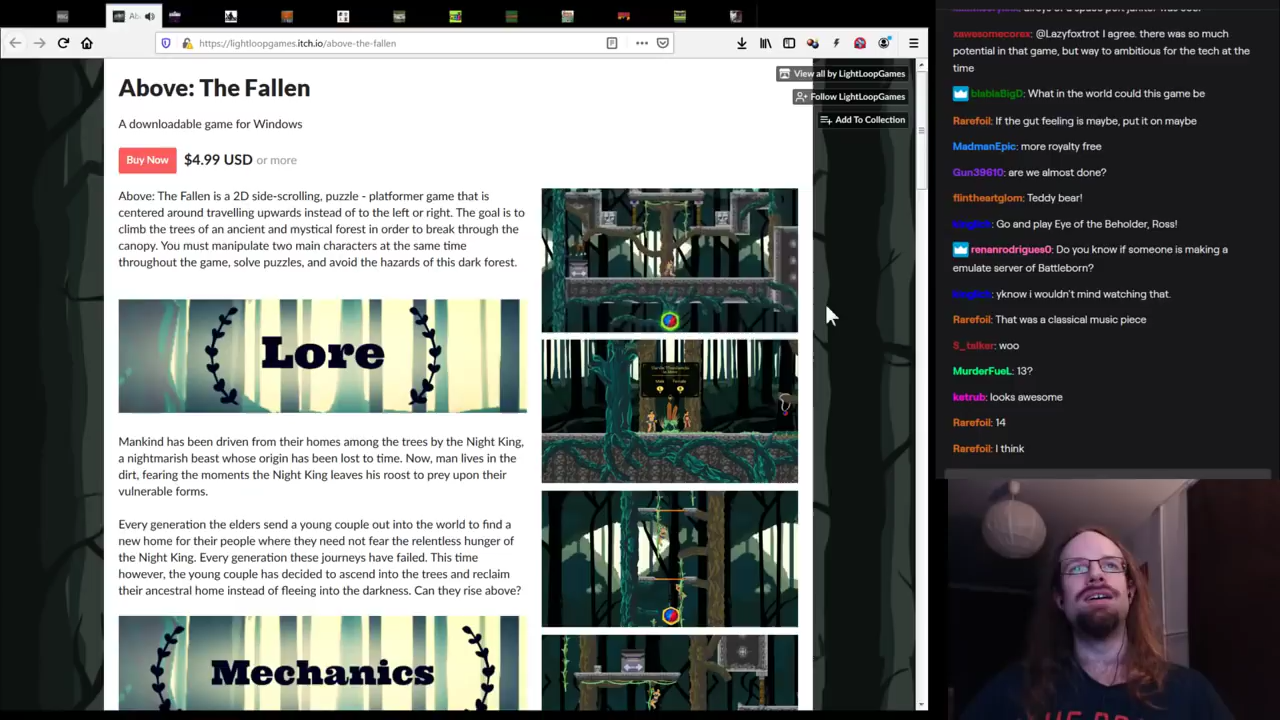 https://lightloopgames.itch.io/above-the-fallen
Above: The Fallen
View all by LightLoopGames
Follow LightLoopGames
Add To Collection
A downloadable game for Windows
Buy Now $4.99 USD or more
Above: The Fallen is a 2D side-scrolling, puzzle - platformer game that is
centered around travelling upwards instead of to the left or right. The goal is to
climb the trees of an ancient and mystical forest in order to break through the
canopy. You must manipulate two main characters at the same time
throughout the game, solve puzzles, and avoid the hazards of this dark forest.
Lore
Mankind has been driven from their homes among the trees by the Night King,
a nightmarish beast whose origin has been lost to time. Now, man lives in the
dirt, fearing the moments the Night King leaves his roost to prey upon their
vulnerable forms.
Every generation the elders send a young couple out into the world to find a
new home for their people where they need not fear the relentless hunger of
the Night King. Every generation these journeys have failed. This time
however, the young couple has decided to ascend into the trees and reclaim
their ancestral home instead of fleeing into the darkness. Can they rise above?
Mechanics
Male Female
xawesomecorex: @Lazyfoxtrot I agree. there was so much
potential in that game, but way to ambitious for the tech at the
time
blablaBigD: What in the world could this game be
Rarefoil: If the gut feeling is maybe, put it on maybe
MadmanEpic: more royalty free
Gun39610: are we almost done?
flintheartglom: Teddy bear!
Go and play Eye of the Beholder, Ross!
renanrodrigues0: Do you know if someone is making a
emulate server of Battleborn?
yknow i wouldn't mind watching that.
Rarefoil: That was a classical music piece
S_talker: woo
MurderFueL: 13?
ketrub: looks awesome
Rarefoil: 14
Rarefoil: I think